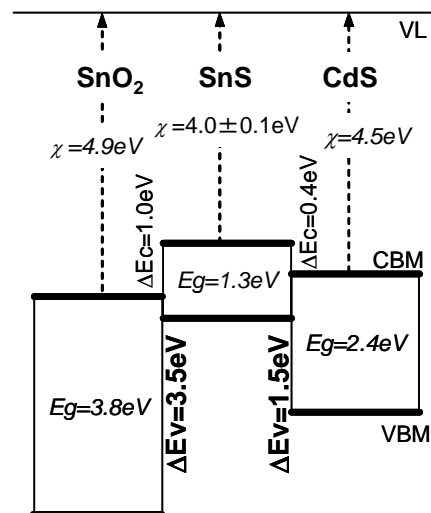 VL
SnO₂ SnS CdS
χ=4.9eV
χ=4.0±0.1eV
χ=4.5eV
ΔEc=1.0eV
ΔEc=0.4eV
CBM
Eg=1.3eV
Eg=2.4eV
Eg=3.8eV
ΔEv=3.5eV
ΔEv=1.5eV
VBM